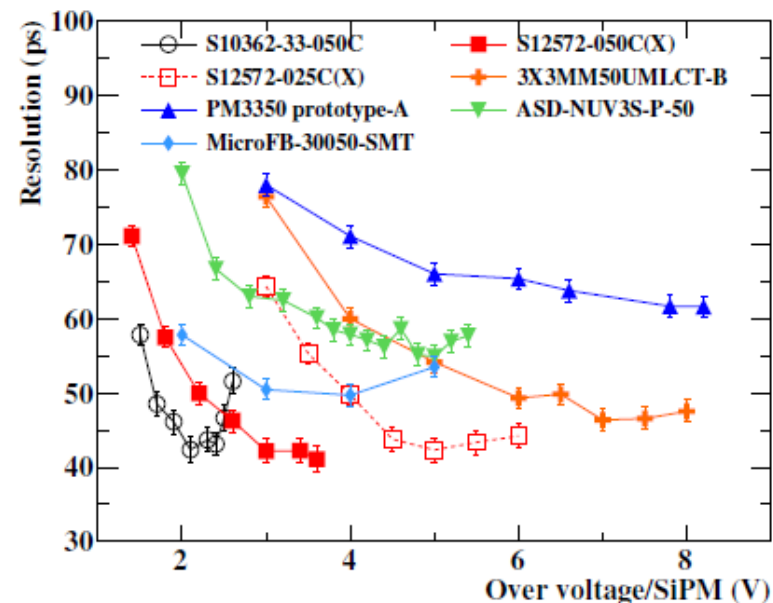 Resolution (ps)
100
90
80
70
60
50
40
30
S10362-33-050C
S12572-050C(X)
S12572-025C(X)
3X3MM50UMLCT-B
PM3350 prototype-A
ASD-NUV3S-P-50
MicroFB-30050-SMT
2 4 6 8
Over voltage/SiPM (V)